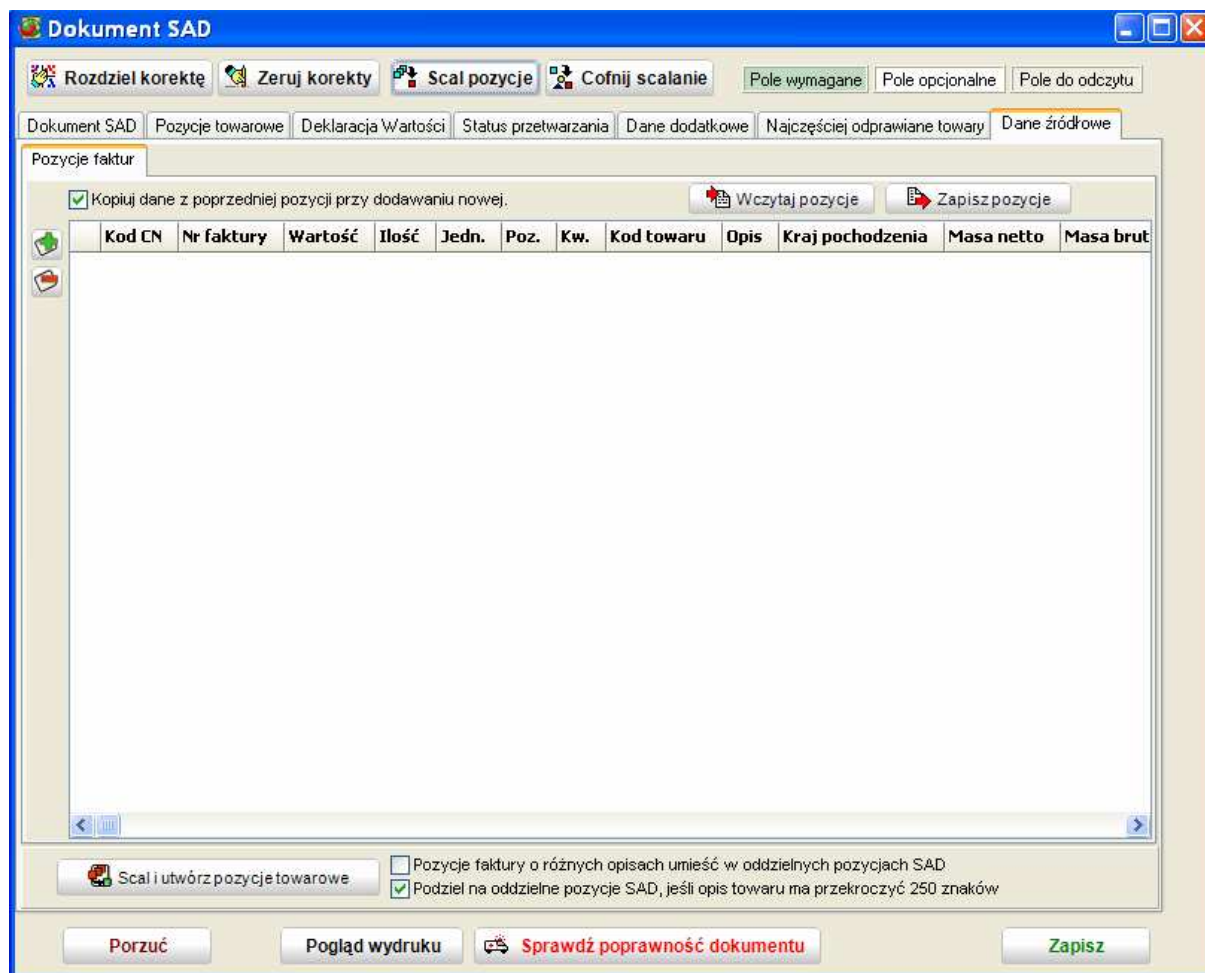 Dokument SAD
Rozdziel korektę Zeruj korekty Scal pozycje Cofnij scalanie Pole wymagane Pole opcjonalne Pole do odczytu
Dokument SAD Pozycje towarowe Deklaracja Wartości Status przetwarzania Dane dodatkowe Najczęściej odprawiane towary Dane źródłowe
Pozycje faktur
Kopiuj dane z poprzedniej pozycji przy dodawaniu nowej. Wczytaj pozycje Zapisz pozycje
Kod CN Nr faktury Wartość Ilość Jedn. Poz. Kw. Kod towaru Opis Kraj pochodzenia Masa netto Masa brut
Pozycje faktury o różnych opisach umieść w oddzielnych pozycjach SAD
Scal i utwórz pozycje towarowe
Podziel na oddzielne pozycje SAD, jeśli opis towaru ma przekroczyć 250 znaków
Porzuć Pogląd wydruku Sprawdź poprawność dokumentu Zapisz